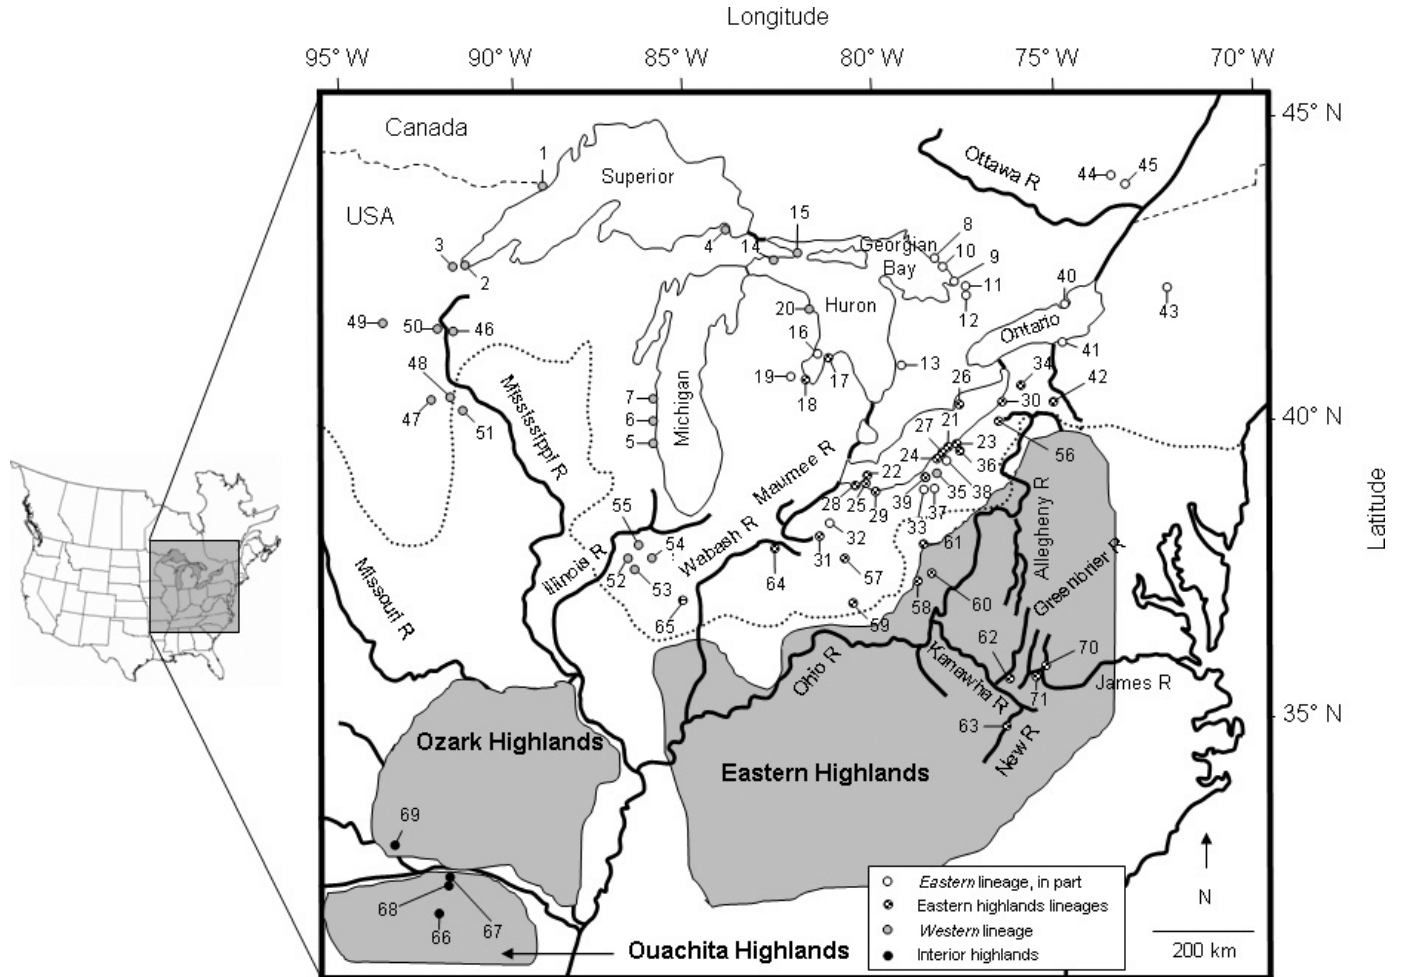 Longitude
95° W 90° W 85° W 80° W 75° W 70° W
45° N
Canada
1
Superior
Ottawa R
44 45
USA
15
3 4 14 8
Georgian
Bay
10 9
2 11 40
12 43
49 50 46 20 Huron Ontario
16 41
48 13 34
19 17 26 42
18
7
47 6 Michigan 30 40° N
51 5 27 21 23
Mississippi R
24 36 56
22
Maumee R
28 25 29 39 35 38
33 37
55 32 61 Allegheny R
Latitude
54 Wabash R 31 57
Illincis R
52 53 64 58 60 Greenbrier R
Missouri R
65 59
62 70
Kanawha R
Ohio R
James R
71
63 35° N
New R
Ozark Highlands
Eastern Highlands
69
68 67
66
Ouachita Highlands
Eastern lineage, in part
Eastern highlands lineages
Western lineage
Interior highlands
N
200 km